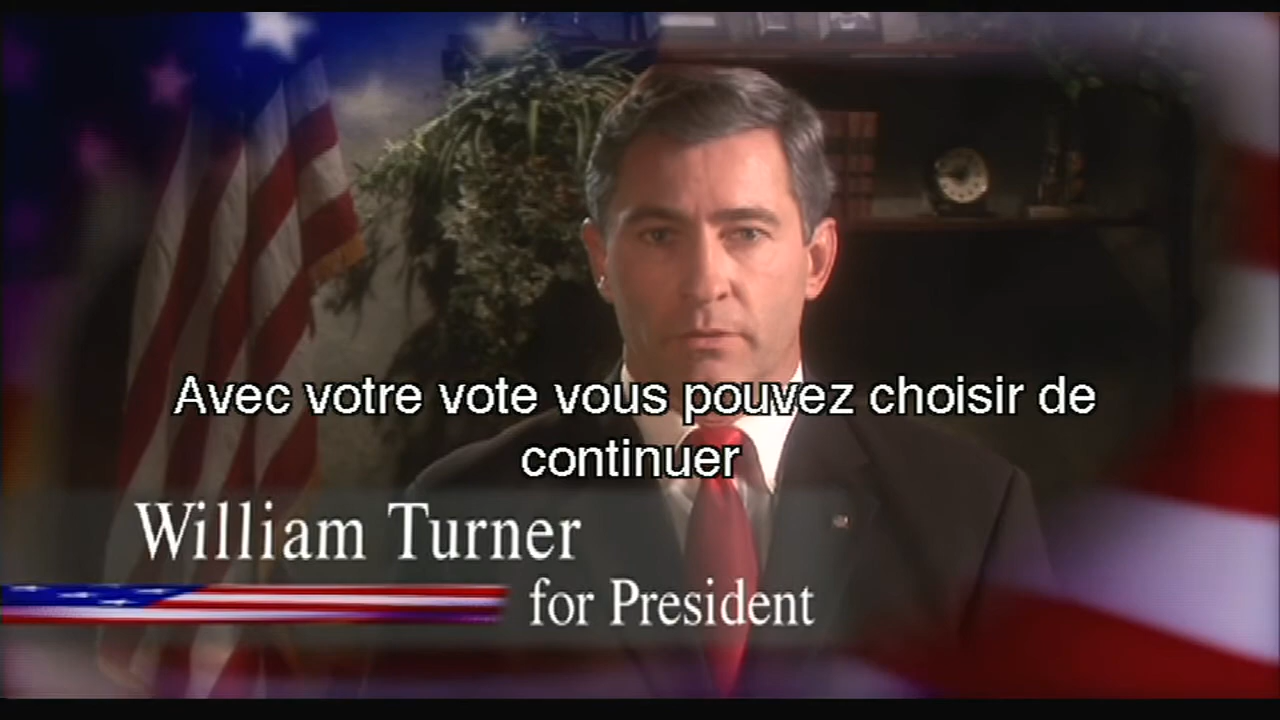 Avec votre vote vous pouvez choisir de
continuer
William Turner
for President